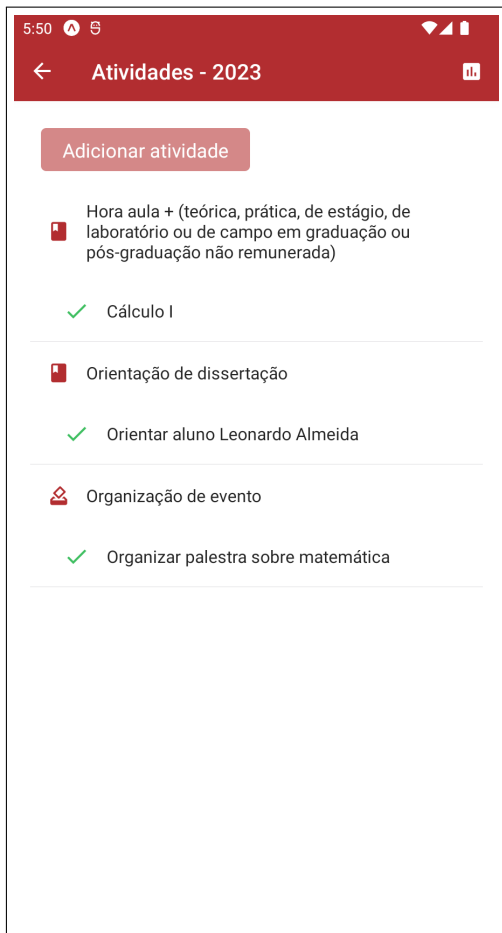 5:50
Atividades - 2023
Adicionar atividade
Hora aula + (teórica, prática, de estágio, de
laboratório ou de campo em graduação ou
pós-graduação não remunerada)
Cálculo I
Orientação de dissertação
Orientar aluno Leonardo Almeida
Organização de evento
Organizar palestra sobre matemática